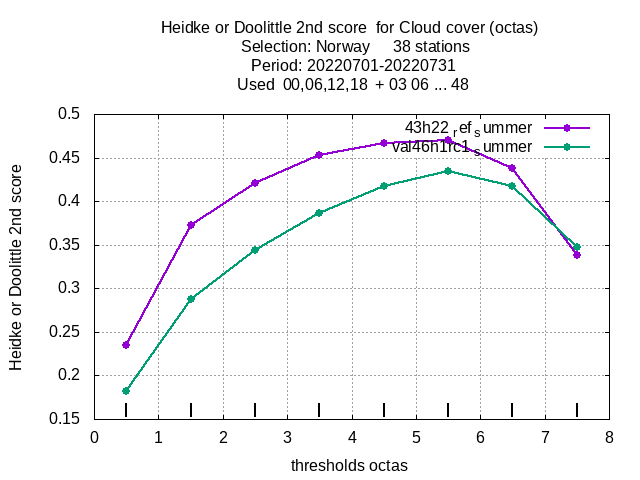 Heidke or Doolittle 2nd score  for Cloud cover (octas)
Selection: Norway     38 stations
Period: 20220701-20220731
Used  00,06,12,18  + 03 06 ... 48
43h22_ref_summer
val46h1rc1_summer
Heidke or Doolittle 2nd score
0.5
0.45
0.4
0.35
0.3
0.25
0.2
0.15
0 1 2 3 4 5 6 7 8
thresholds octas